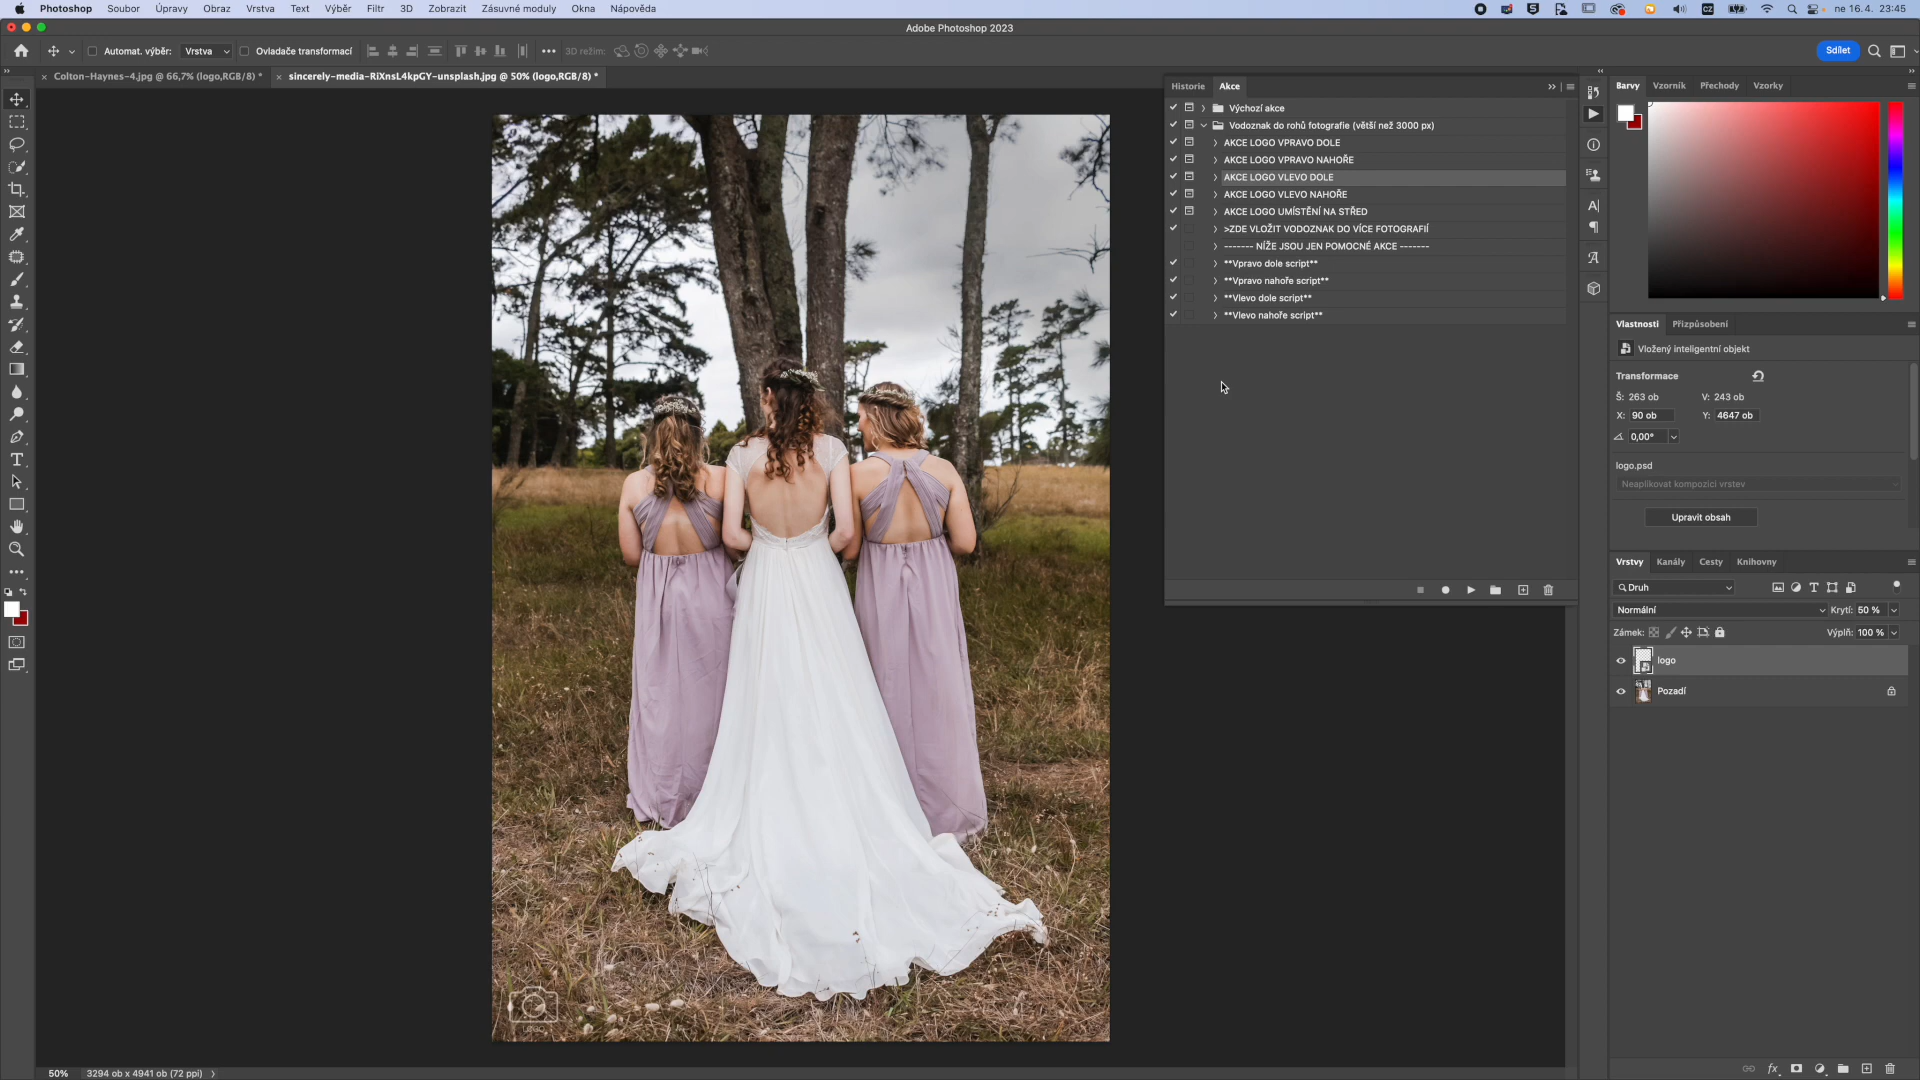 Photoshop Soubor Úpravy Obraz Vrstva Text Výběr Filtr 3D Zobrazit Zásuvné moduly Okna Nápověda CZ ne 16.4. 23:45
Adobe Photoshop 2023
Automat. výběr: Vrstva Ovladače transformací 3D režim: Sdílet
Colton-Haynes-4.jpg @ 66,7% (logo,RGB/8) * sincerely-media-RiXnsL4kpGY-unsplash.jpg @ 50% (logo,RGB/8) *
Historie Akce
Výchozí akce
Vodoznak do rohů fotografie (větší než 3000 px)
AKCE LOGO VPRAVO DOLE
AKCE LOGO VPRAVO NAHOŘE
AKCE LOGO VLEVO DOLE
AKCE LOGO VLEVO NAHOŘE
AKCE LOGO UMÍSTĚNÍ NA STŘED
>ZDE VLOŽIT VODOZNAK DO VÍCE FOTOGRAFIÍ
------- NÍŽE JSOU JEN POMOCNÉ AKCE -------
**Vpravo dole script**
**Vpravo nahoře script**
**Vlevo dole script**
**Vlevo nahoře script**
Barvy Vzorník Přechody Vzorky
Vlastnosti Přizpůsobení
Vložený inteligentní objekt
Transformace
Š: 263 ob V: 243 ob
X: 90 ob Y: 4647 ob
0,00°
logo.psd
Neaplikovat kompozici vrstev
Upravit obsah
Vrstvy Kanály Cesty Knihovny
Druh
Normální Krytí: 50 %
Zámek: Výplň: 100 %
logo
Pozadí
LOGO
50% 3294 ob x 4941 ob (72 ppi)